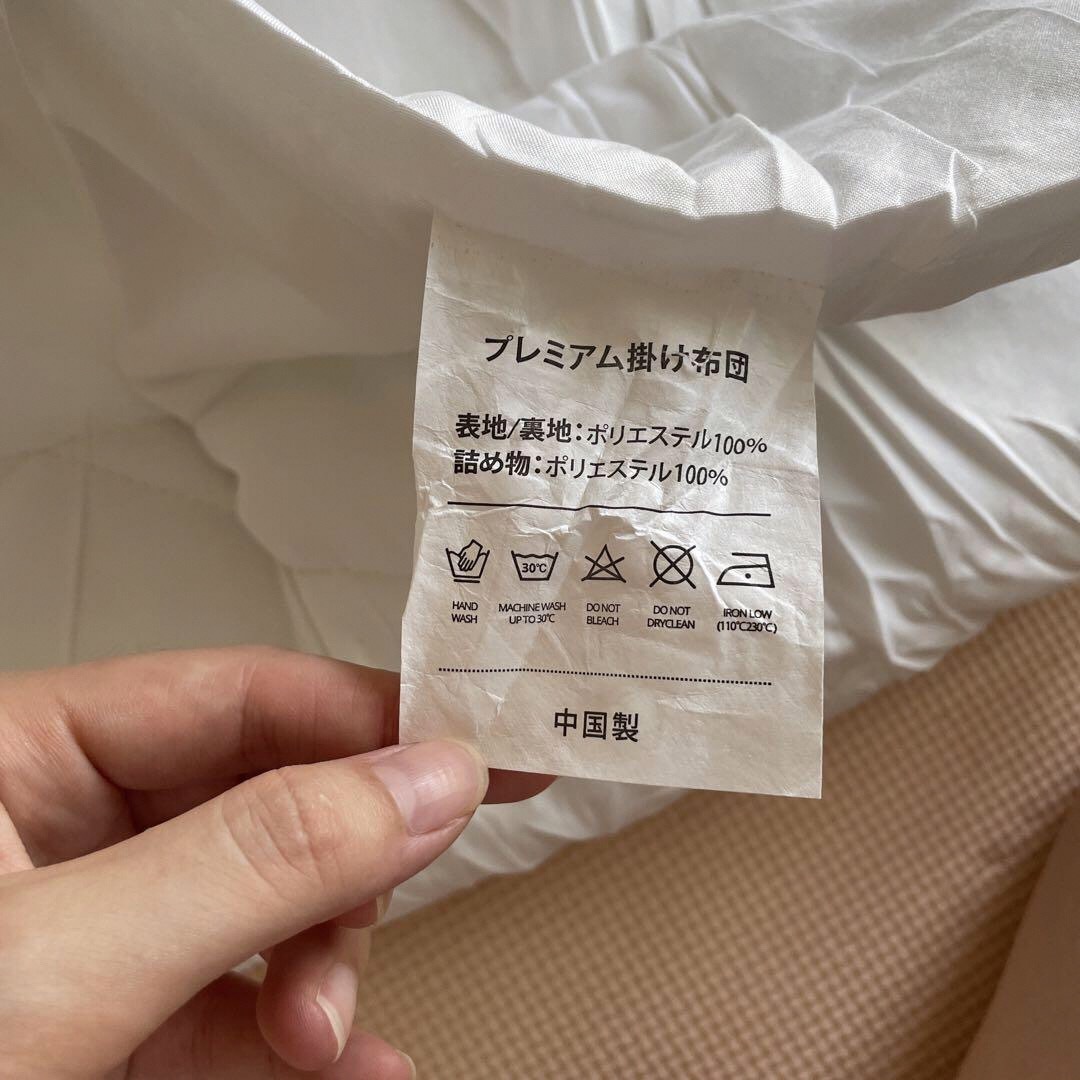 プレミアム掛け布団
表地/裏地：ポリエステル100%
詰め物：ポリエステル100%
30℃
HAND WASH
MACHINE WASH UP TO 30℃
DO NOT BLEACH
DO NOT DRYCLEAN
IRON LOW (110℃230℃)
中国製